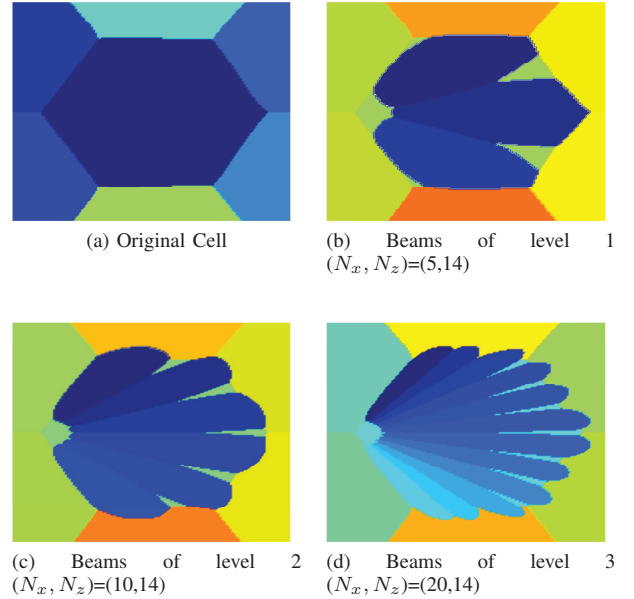 (a) Original Cell
(b) Beams of level 1
(N_x, N_z)=(5,14)
(c) Beams of level 2
(N_x, N_z)=(10,14)
(d) Beams of level 3
(N_x, N_z)=(20,14)